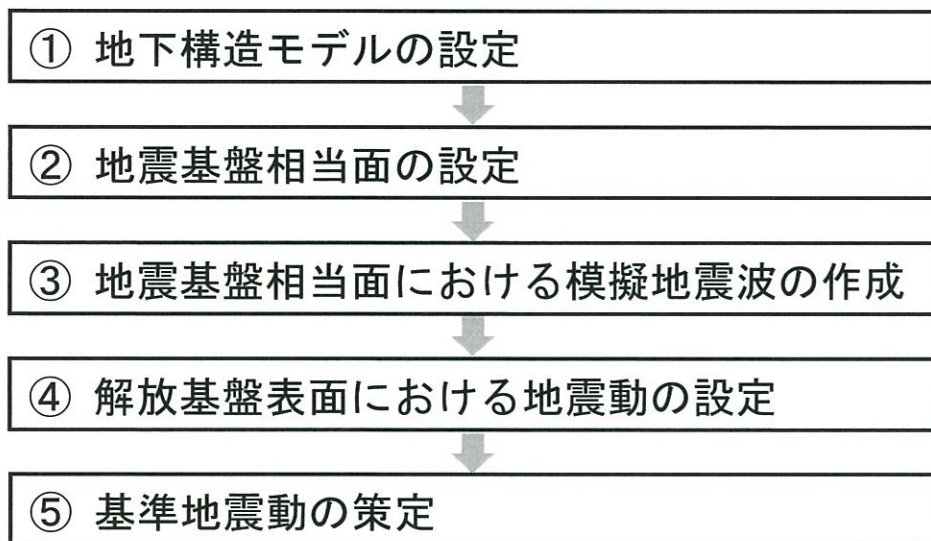 ① 地下構造モデルの設定
② 地震基盤相当面の設定
③ 地震基盤相当面における模擬地震波の作成
④ 解放基盤表面における地震動の設定
⑤ 基準地震動の策定